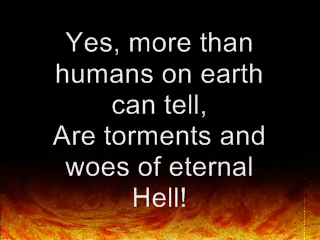 Yes, more than
humans on earth
can tell,
Are torments and
woes of eternal
Hell!